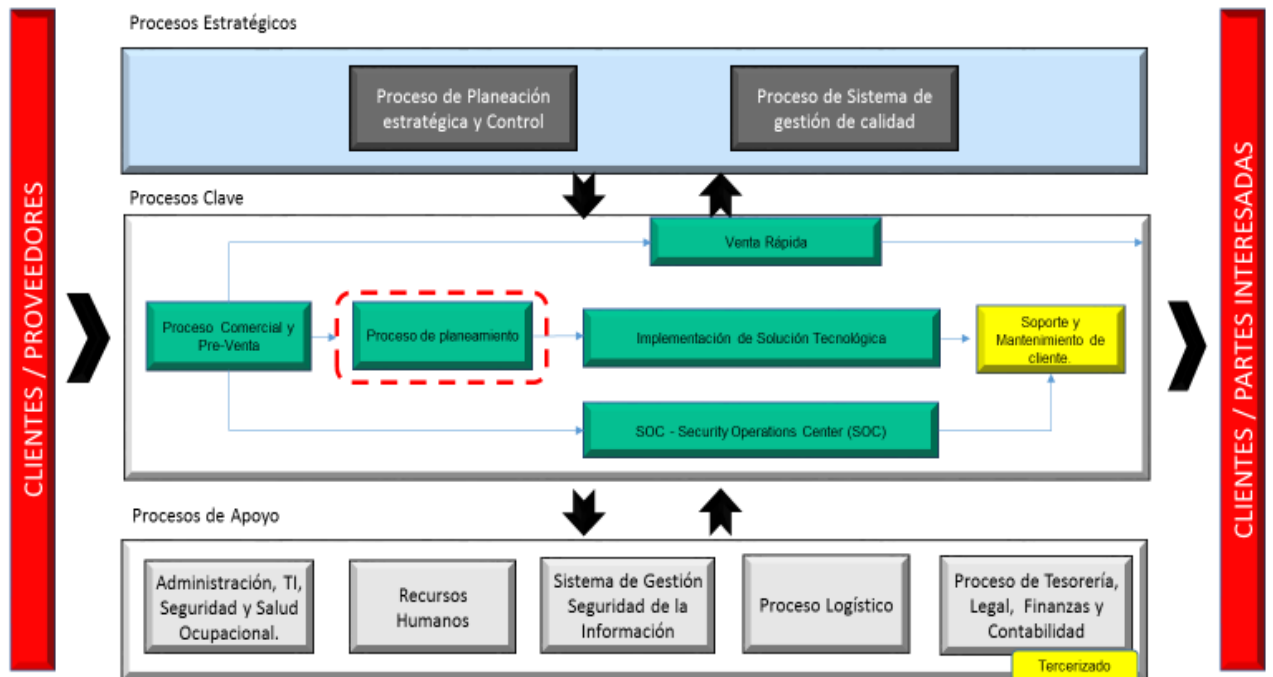 Procesos Estratégicos
Proceso de Planeación
estratégica y Control
Proceso de Sistema de
gestión de calidad
CLIENTES / PROVEEDORES
Procesos Clave
Venta Rápida
Proceso Comercial y
Pre-Venta
Proceso de planeamiento
Implementación de Solución Tecnológica
Soporte y
Mantenimiento de
cliente.
SOC - Security Operations Center (SOC)
CLIENTES / PARTES INTERESADAS
Procesos de Apoyo
Administración, TI,
Seguridad y Salud
Ocupacional.
Recursos
Humanos
Sistema de Gestión
Seguridad de la
Información
Proceso Logístico
Proceso de Tesorería,
Legal, Finanzas y
Contabilidad
Tercerizado